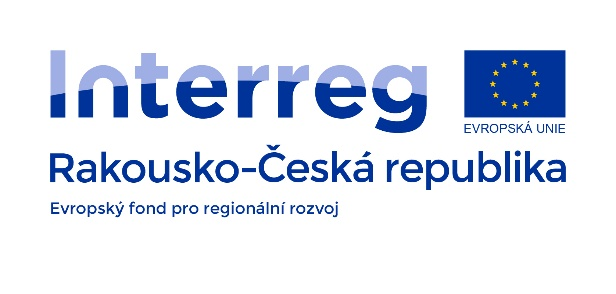 Interreg
EVROPSKÁ UNIE
Rakousko-Česká republika
Evropský fond pro regionální rozvoj